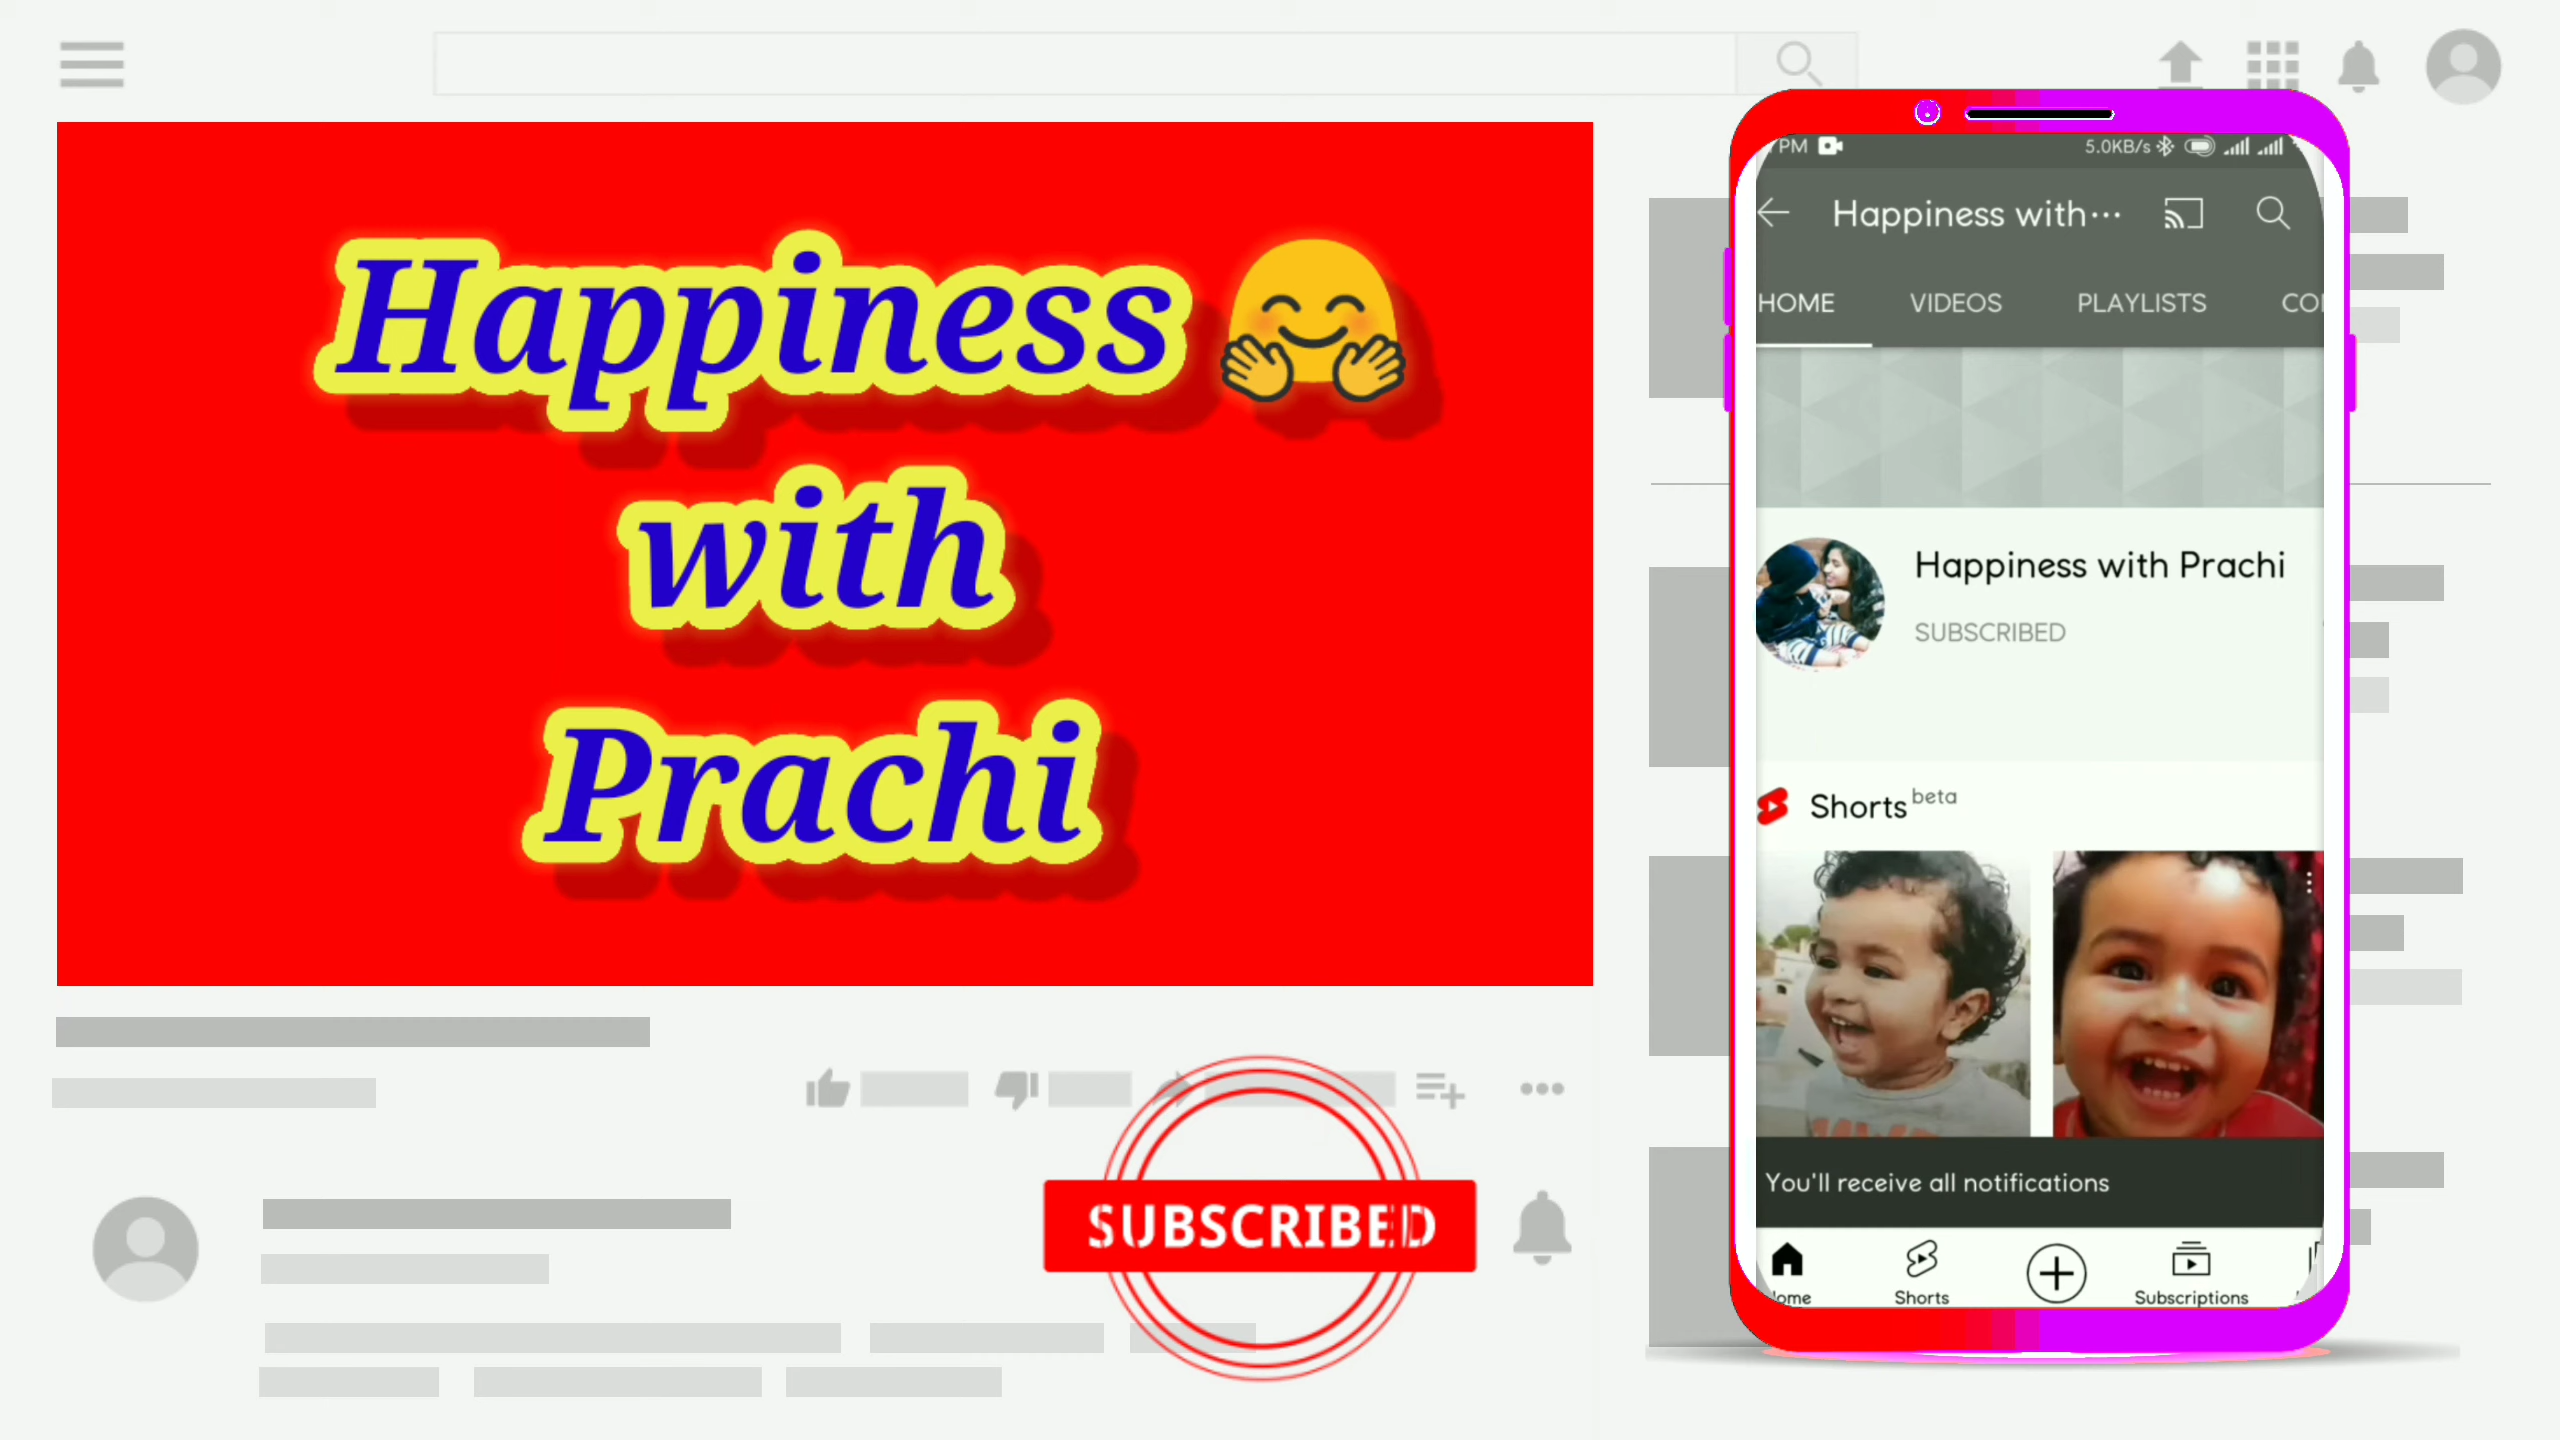 Happiness 🤗
with
Prachi
SUBSCRIBED
PM
5.0KB/s
Happiness with...
HOME VIDEOS PLAYLISTS
Happiness with Prachi
SUBSCRIBED
Shorts beta
You'll receive all notifications
Shorts Subscriptions